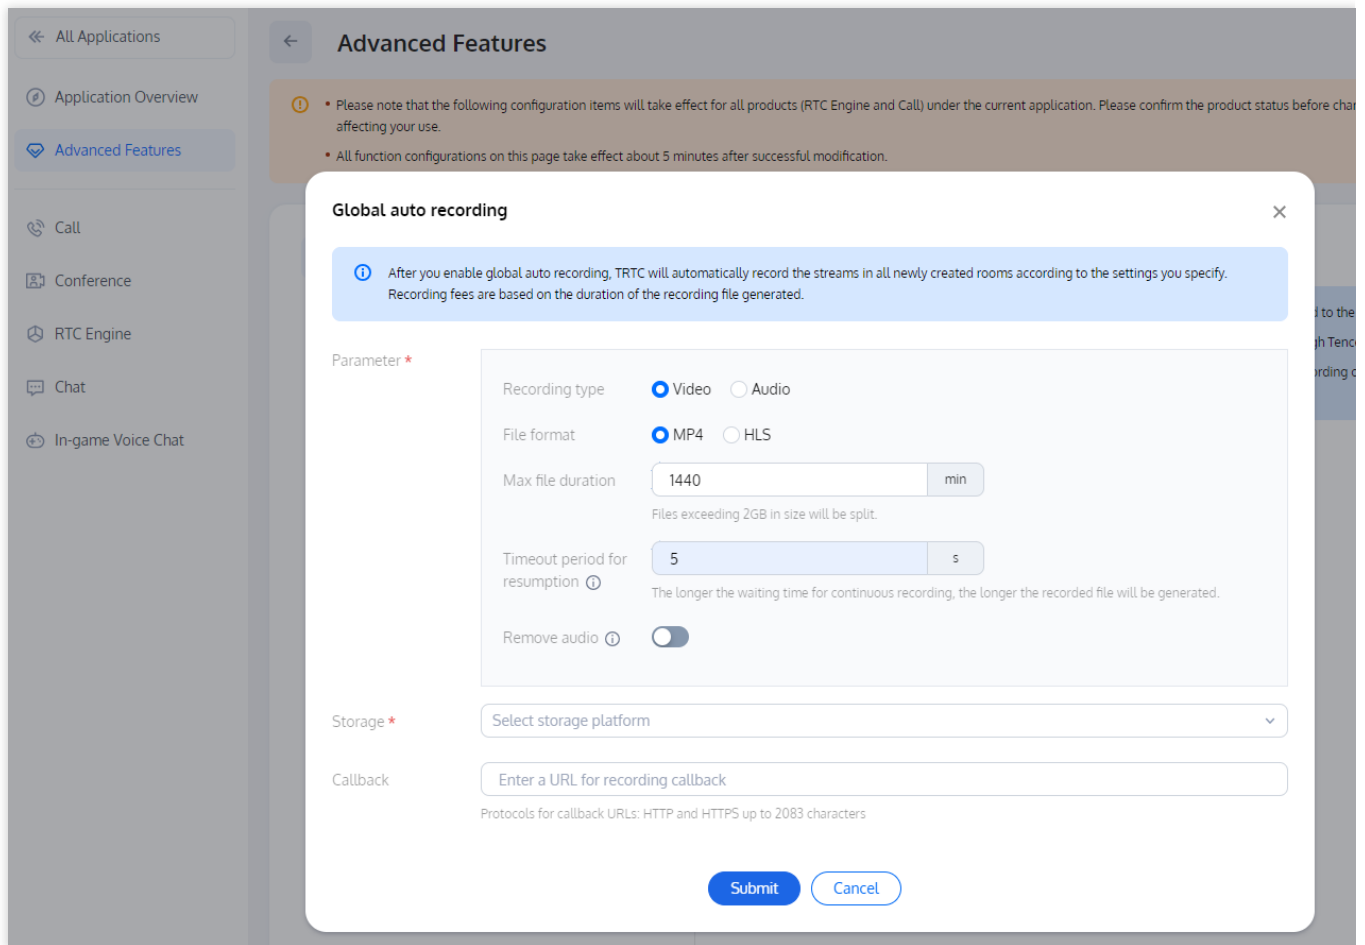 All Applications
Application Overview
Advanced Features
Call
Conference
RTC Engine
Chat
In-game Voice Chat
Advanced Features
• Please note that the following configuration items will take effect for all products (RTC Engine and Call) under the current application. Please confirm the product status before
affecting your use.
• All function configurations on this page take effect about 5 minutes after successful modification.
Global auto recording
After you enable global auto recording, TRTC will automatically record the streams in all newly created rooms according to the settings you specify.
Recording fees are based on the duration of the recording file generated.
Parameter *
Recording type Video Audio
File format MP4 HLS
Max file duration 1440 min
Files exceeding 2GB in size will be split.
Timeout period for
resumption
5 s
The longer the waiting time for continuous recording, the longer the recorded file will be generated.
Remove audio
Storage * Select storage platform
Callback Enter a URL for recording callback
Protocols for callback URLs: HTTP and HTTPS up to 2083 characters
Submit Cancel
to the